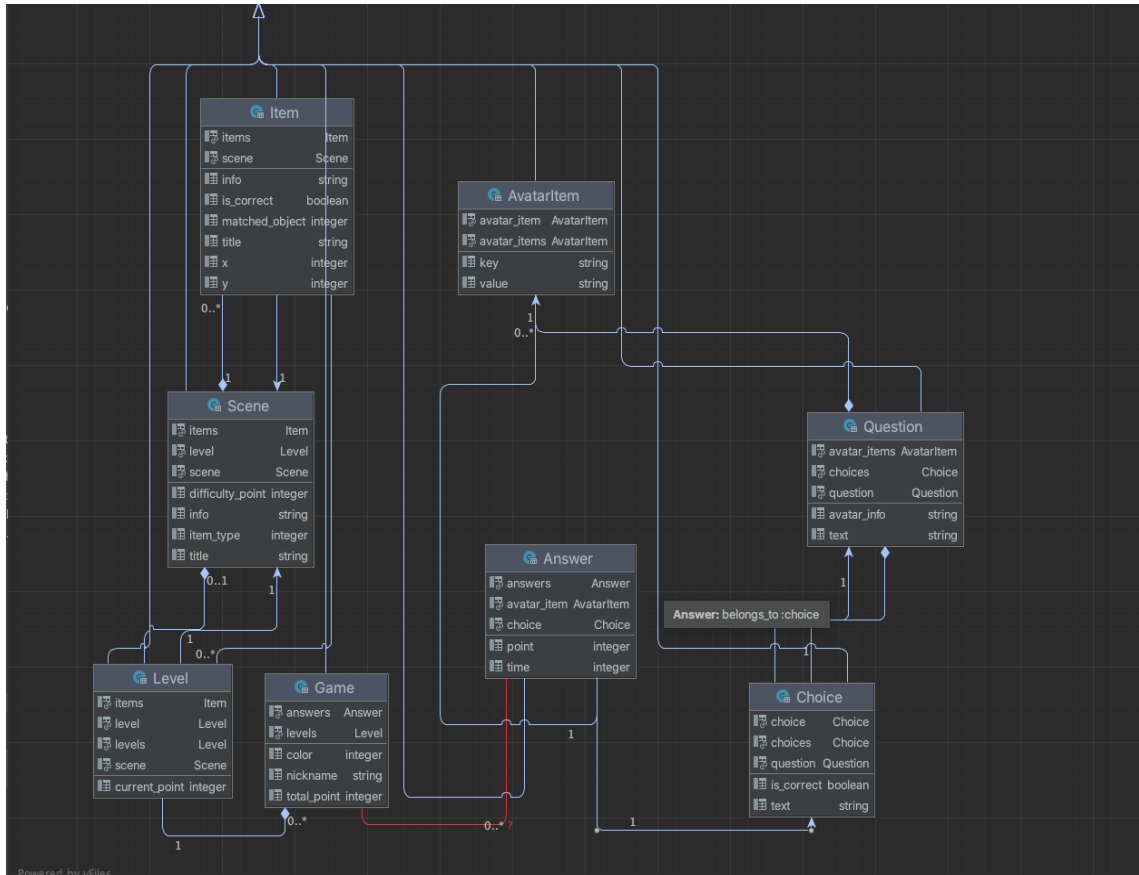 Item
items Item
scene Scene
info string
is_correct boolean
matched_object integer
title string
x integer
y integer
0..*
1
1
AvatarItem
avatar_item AvatarItem
avatar_items AvatarItem
key string
value string
1
0..*
Scene
items Item
level Level
scene Scene
difficulty_point integer
info string
item_type integer
title string
0..1
1
1
0..*
Question
avatar_items AvatarItem
choices Choice
question Question
avatar_info string
text string
1
Answer
answers Answer
avatar_item AvatarItem
choice Choice
point integer
time integer
Answer: belongs_to :choice
1
Level
items Item
level Level
levels Level
scene Scene
current_point integer
Game
answers Answer
levels Level
color integer
nickname string
total_point integer
Choice
choice Choice
choices Choice
question Question
is_correct boolean
text string
1
0..*
0..* ?
1
1
Powered by yFiles